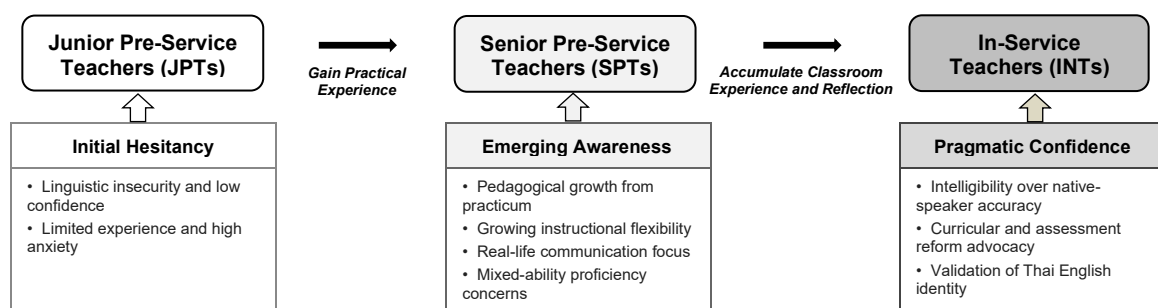 Junior Pre-Service
Teachers (JPTs)
Gain Practical
Experience
Senior Pre-Service
Teachers (SPTs)
Accumulate Classroom
Experience and Reflection
In-Service
Teachers (INTs)
Initial Hesitancy
• Linguistic insecurity and low
confidence
• Limited experience and high
anxiety
Emerging Awareness
• Pedagogical growth from
practicum
• Growing instructional flexibility
• Real-life communication focus
• Mixed-ability proficiency
concerns
Pragmatic Confidence
• Intelligibility over native-
speaker accuracy
• Curricular and assessment
reform advocacy
• Validation of Thai English
identity